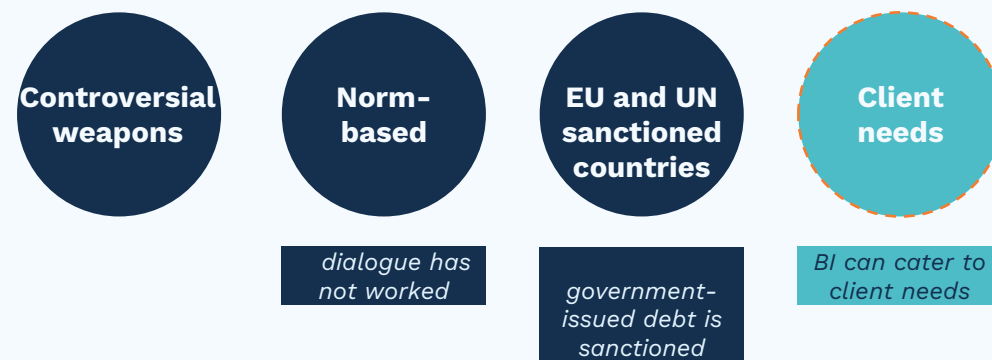 Controversial
weapons
Norm-
based
EU and UN
sanctioned
countries
Client
needs
dialogue has
not worked
government-
issued debt is
sanctioned
BI can cater to
client needs